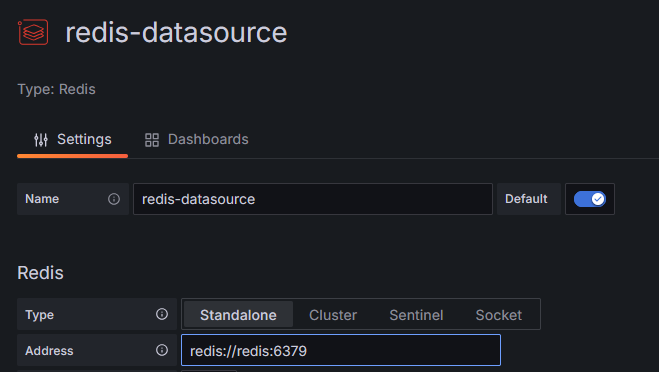 redis-datasource
Type: Redis
Settings Dashboards
Name redis-datasource Default
Redis
Type Standalone Cluster Sentinel Socket
Address redis://redis:6379